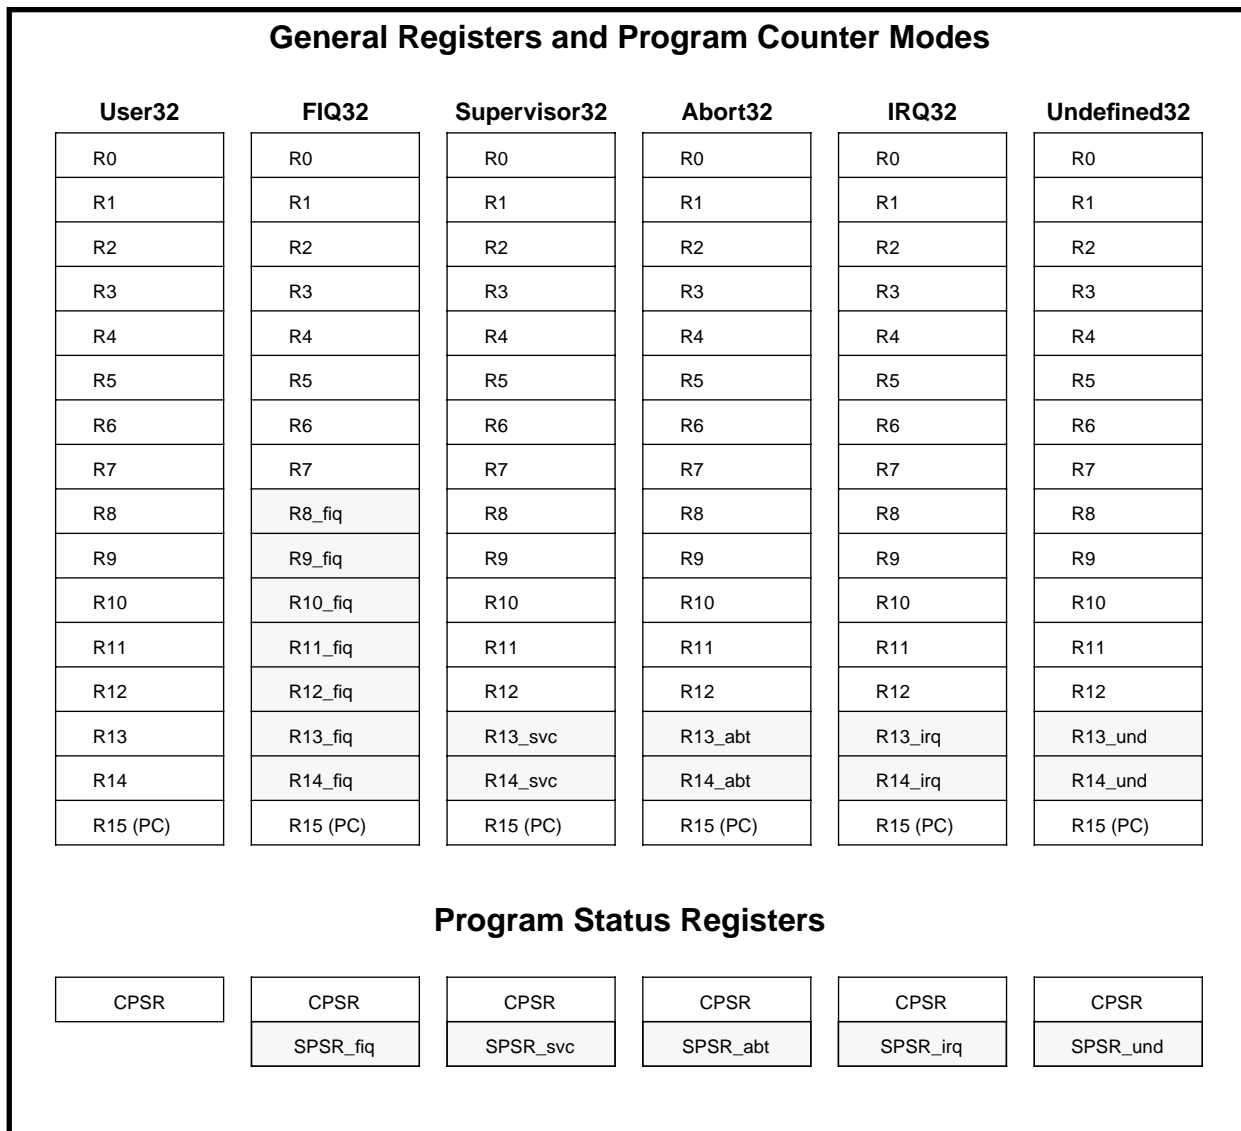 General Registers and Program Counter Modes
User32 FIQ32 Supervisor32 Abort32 IRQ32 Undefined32
R0 R0 R0 R0 R0 R0
R1 R1 R1 R1 R1 R1
R2 R2 R2 R2 R2 R2
R3 R3 R3 R3 R3 R3
R4 R4 R4 R4 R4 R4
R5 R5 R5 R5 R5 R5
R6 R6 R6 R6 R6 R6
R7 R7 R7 R7 R7 R7
R8 R8_fiq R8 R8 R8 R8
R9 R9_fiq R9 R9 R9 R9
R10 R10_fiq R10 R10 R10 R10
R11 R11_fiq R11 R11 R11 R11
R12 R12_fiq R12 R12 R12 R12
R13 R13_fiq R13_svc R13_abt R13_irq R13_und
R14 R14_fiq R14_svc R14_abt R14_irq R14_und
R15 (PC) R15 (PC) R15 (PC) R15 (PC) R15 (PC) R15 (PC)
Program Status Registers
CPSR CPSR CPSR CPSR CPSR CPSR
SPSR_fiq SPSR_svc SPSR_abt SPSR_irq SPSR_und